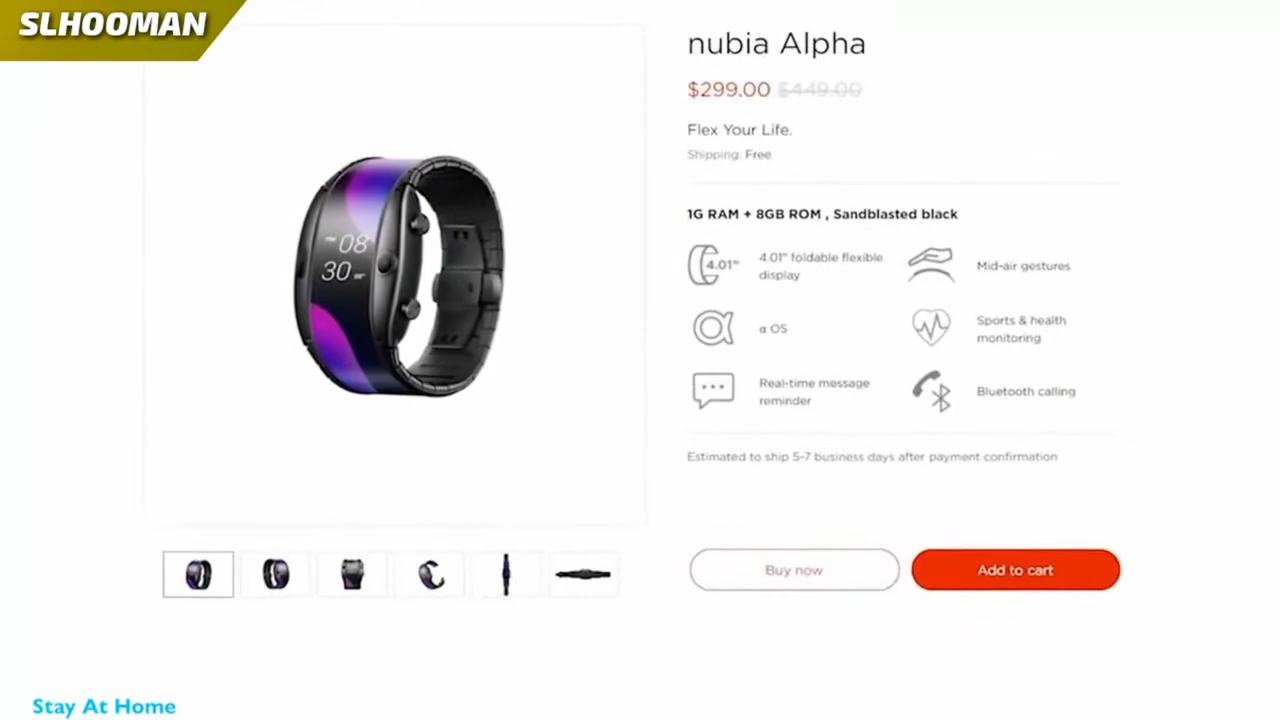 SLHOOMAN
nubia Alpha
$299.00 $449.00
Flex Your Life.
Shipping: Free
1G RAM + 8GB ROM , Sandblasted black
4.01"
4.01" foldable flexible
display
Mid-air gestures
α OS
Sports & health
monitoring
Real-time message
reminder
Bluetooth calling
08
30
Estimated to ship 5-7 business days after payment confirmation
Buy now
Add to cart
Stay At Home